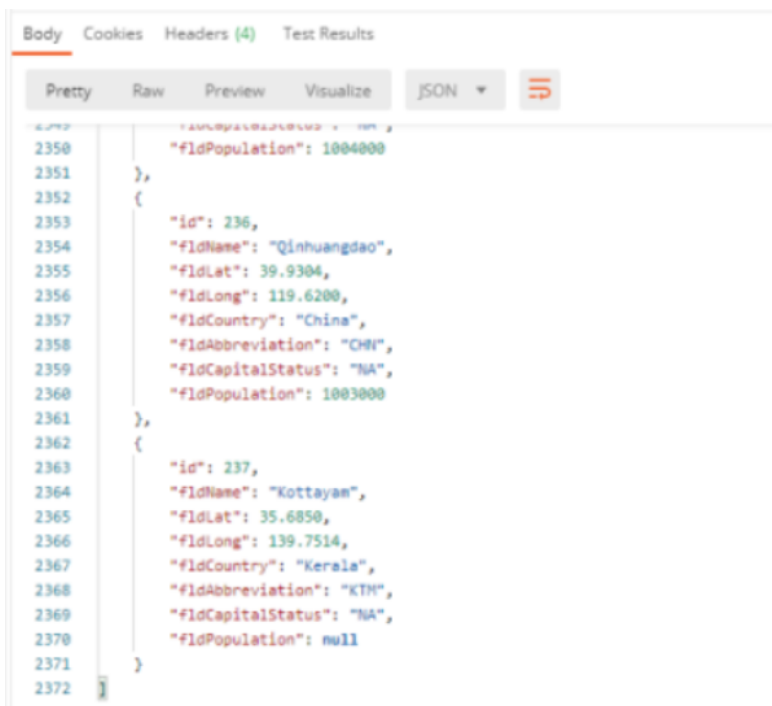 Body Cookies Headers (4) Test Results
Pretty Raw Preview Visualize JSON
2349 "fldCapitalStatus": "NA",
2350 "fldPopulation": 1004000
2351 },
2352 {
2353 "id": 236,
2354 "fldName": "Qinhuangdao",
2355 "fldLat": 39.9304,
2356 "fldLong": 119.6200,
2357 "fldCountry": "China",
2358 "fldAbbreviation": "CHN",
2359 "fldCapitalStatus": "NA",
2360 "fldPopulation": 1003000
2361 },
2362 {
2363 "id": 237,
2364 "fldName": "Kottayam",
2365 "fldLat": 35.6850,
2366 "fldLong": 139.7514,
2367 "fldCountry": "Kerala",
2368 "fldAbbreviation": "KTM",
2369 "fldCapitalStatus": "NA",
2370 "fldPopulation": null
2371 }
2372 ]